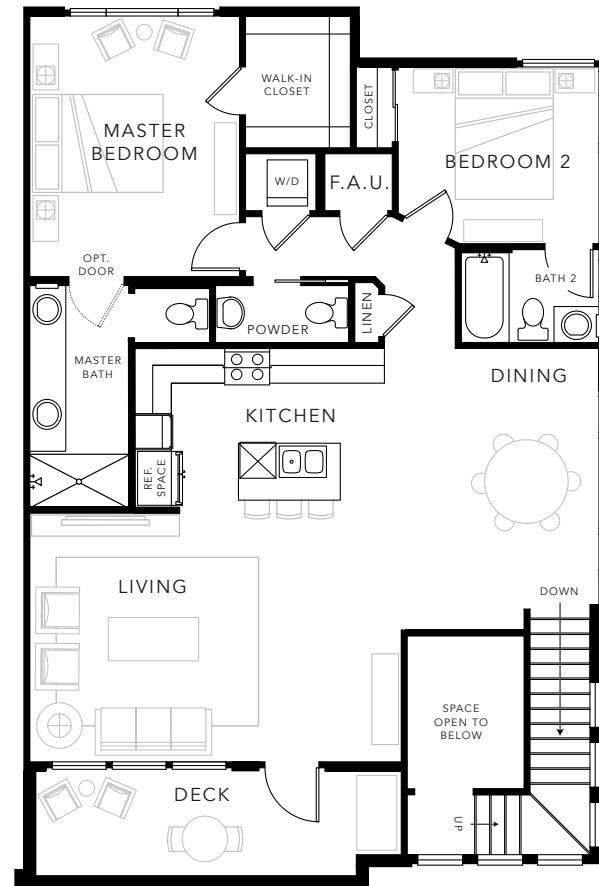 WALK-IN
CLOSET
CLOSET
MASTER
BEDROOM
BEDROOM 2
W/D
F.A.U.
OPT.
DOOR
BATH 2
LINEN
POWDER
MASTER
BATH
DINING
KITCHEN
REF.
SPACE
LIVING
DOWN
SPACE
OPEN TO
BELOW
DECK
UP